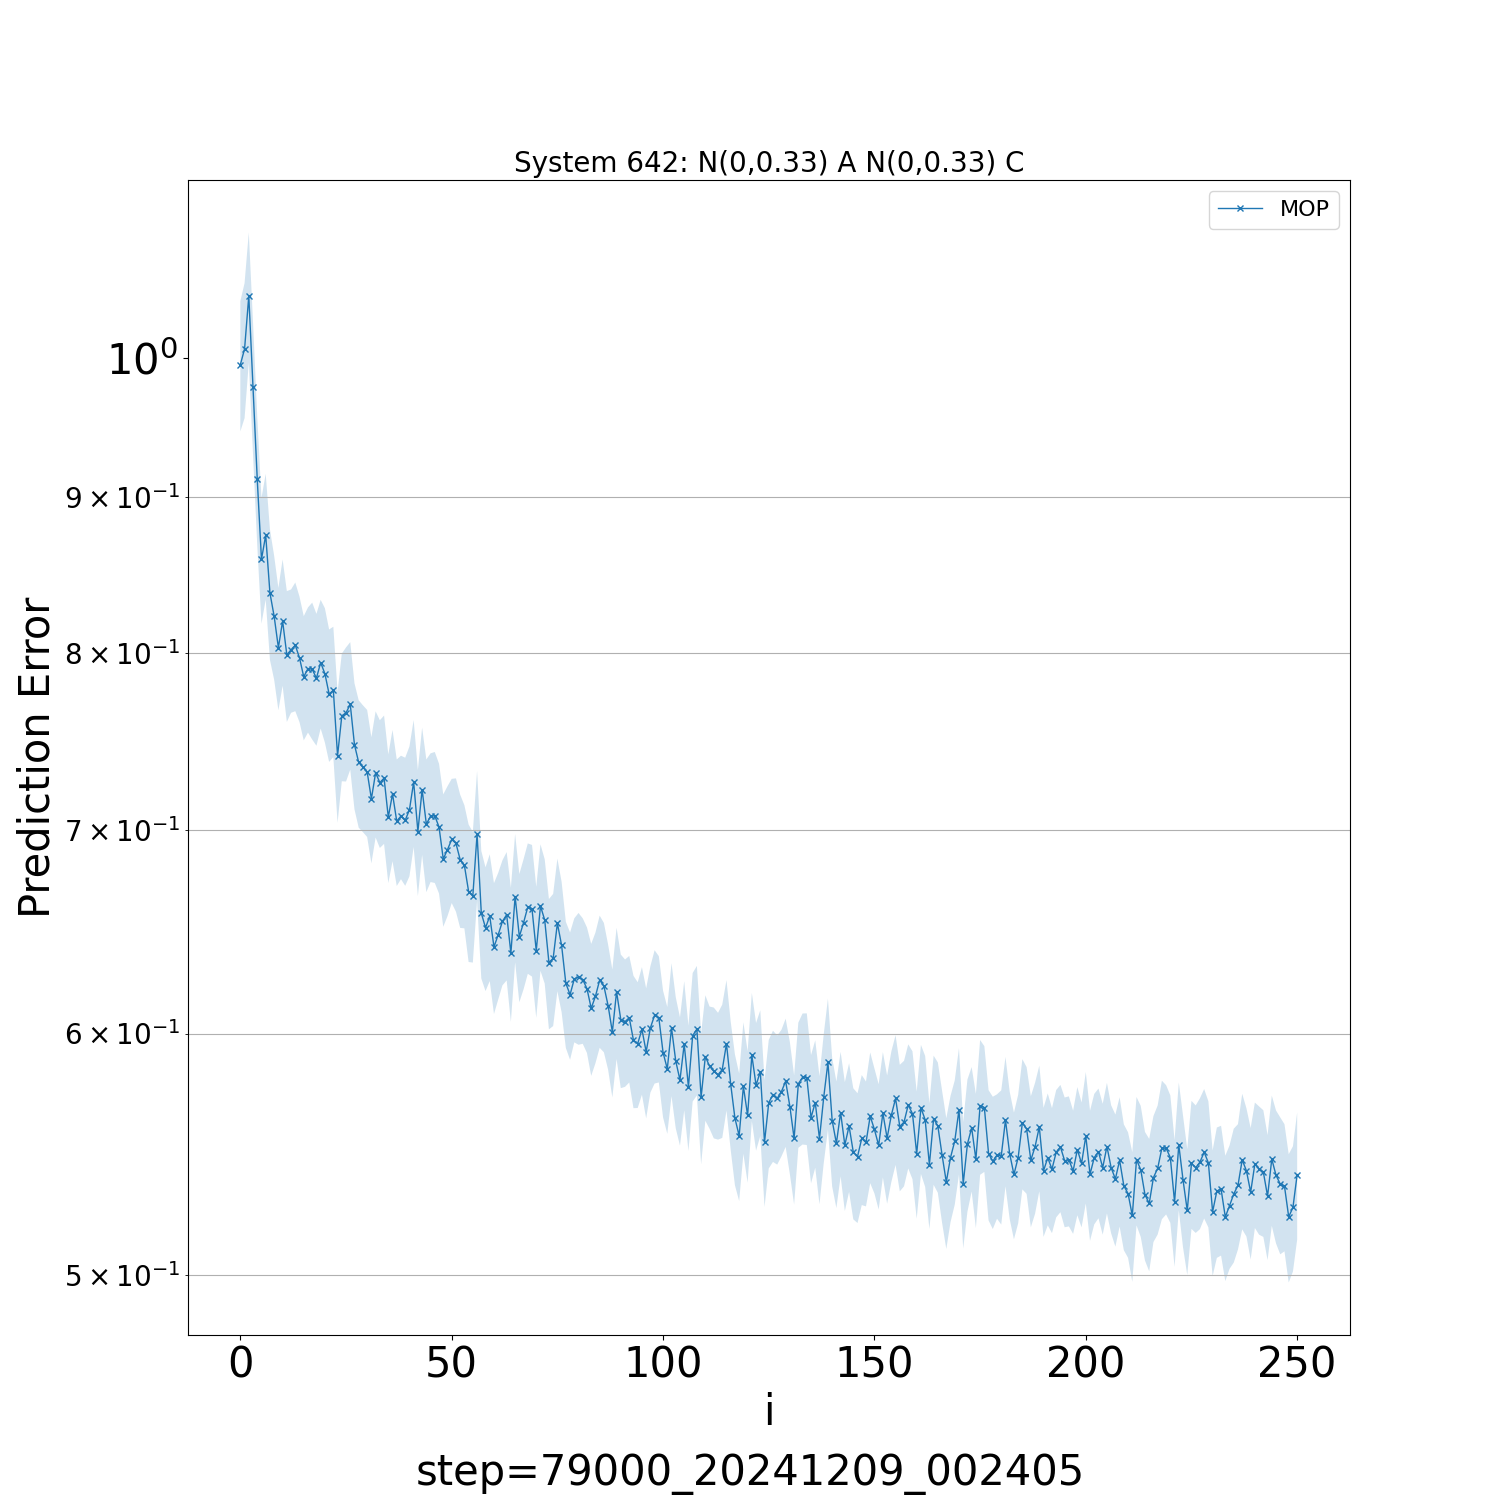 System 642: N(0,0.33) A N(0,0.33) C
MOP
10⁰
9 × 10⁻¹
8 × 10⁻¹
7 × 10⁻¹
6 × 10⁻¹
5 × 10⁻¹
Prediction Error
0 50 100 150 200 250
i
step=79000_20241209_002405